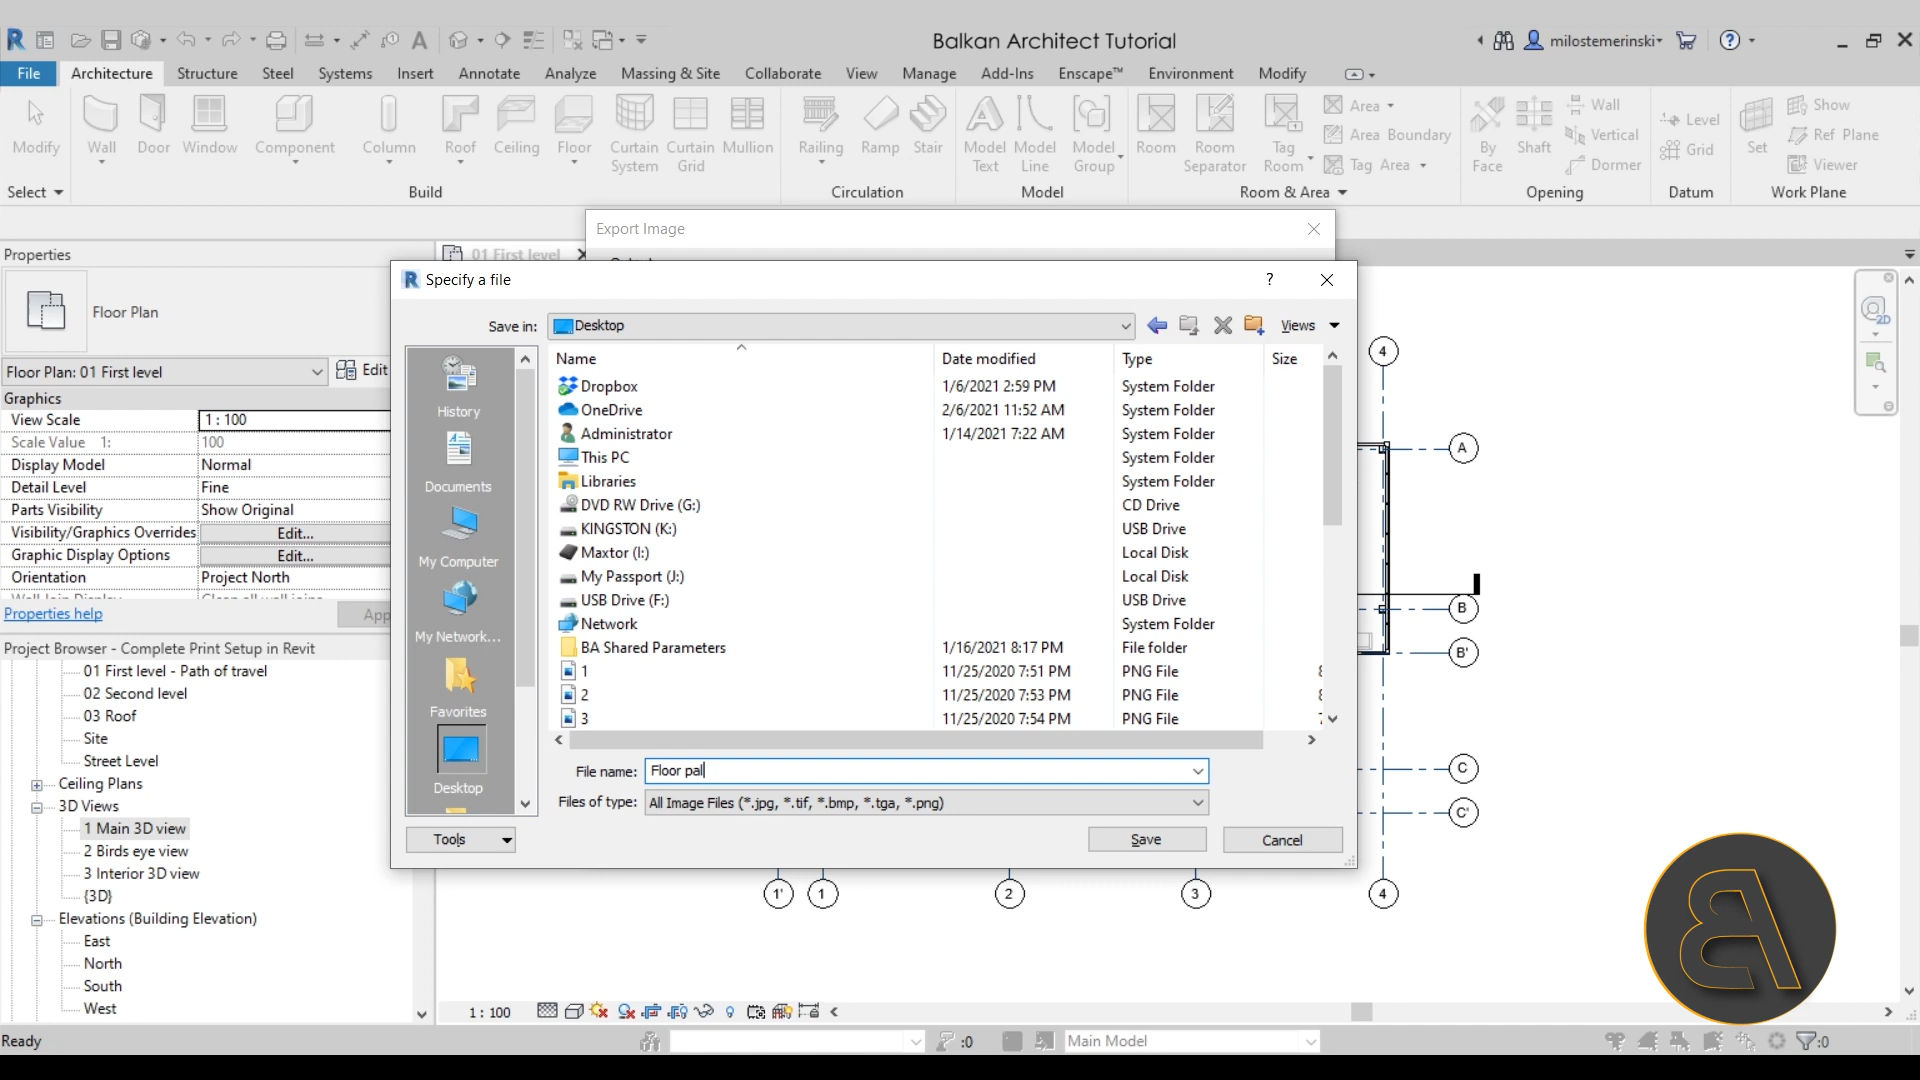 Balkan Architect Tutorial
milostemerinski
File Architecture Structure Steel Systems Insert Annotate Analyze Massing & Site Collaborate View Manage Add-Ins Enscape™ Environment Modify
Modify Wall Door Window Component Column Roof Ceiling Floor Curtain System Curtain Grid Mullion Railing Ramp Stair Model Text Model Line Model Group Room Room Separator Tag Room Area Area Boundary Tag Area By Face Shaft Wall Vertical Dormer Level Grid Set Show Ref Plane Viewer
Select Build Circulation Model Room & Area Opening Datum Work Plane
Export Image
Properties
01 First level
Specify a file
?
Floor Plan
Save in: Desktop Views
Floor Plan: 01 First level Edit
Graphics
View Scale 1 : 100
Scale Value 1: 100
Display Model Normal
Detail Level Fine
Parts Visibility Show Original
Visibility/Graphics Overrides Edit...
Graphic Display Options Edit...
Orientation Project North
Properties help App
History
Documents
My Computer
My Network...
Favorites
Desktop
Name Date modified Type Size
Dropbox 1/6/2021 2:59 PM System Folder
OneDrive 2/6/2021 11:52 AM System Folder
Administrator 1/14/2021 7:22 AM System Folder
This PC System Folder
Libraries System Folder
DVD RW Drive (G:) CD Drive
KINGSTON (K:) USB Drive
Maxtor (I:) Local Disk
My Passport (J:) Local Disk
USB Drive (F:) USB Drive
Network System Folder
BA Shared Parameters 1/16/2021 8:17 PM File folder
1 11/25/2020 7:51 PM PNG File
2 11/25/2020 7:53 PM PNG File
3 11/25/2020 7:54 PM PNG File
File name: Floor pal
Files of type: All Image Files (*.jpg, *.tif, *.bmp, *.tga, *.png)
Tools Save Cancel
Project Browser - Complete Print Setup in Revit
01 First level - Path of travel
02 Second level
03 Roof
Site
Street Level
Ceiling Plans
3D Views
1 Main 3D view
2 Birds eye view
3 Interior 3D view
{3D}
Elevations (Building Elevation)
East
North
South
West
4
A
B
B'
C
C'
1' 1 2 3 4
2D
1 : 100
Ready :0 Main Model :0